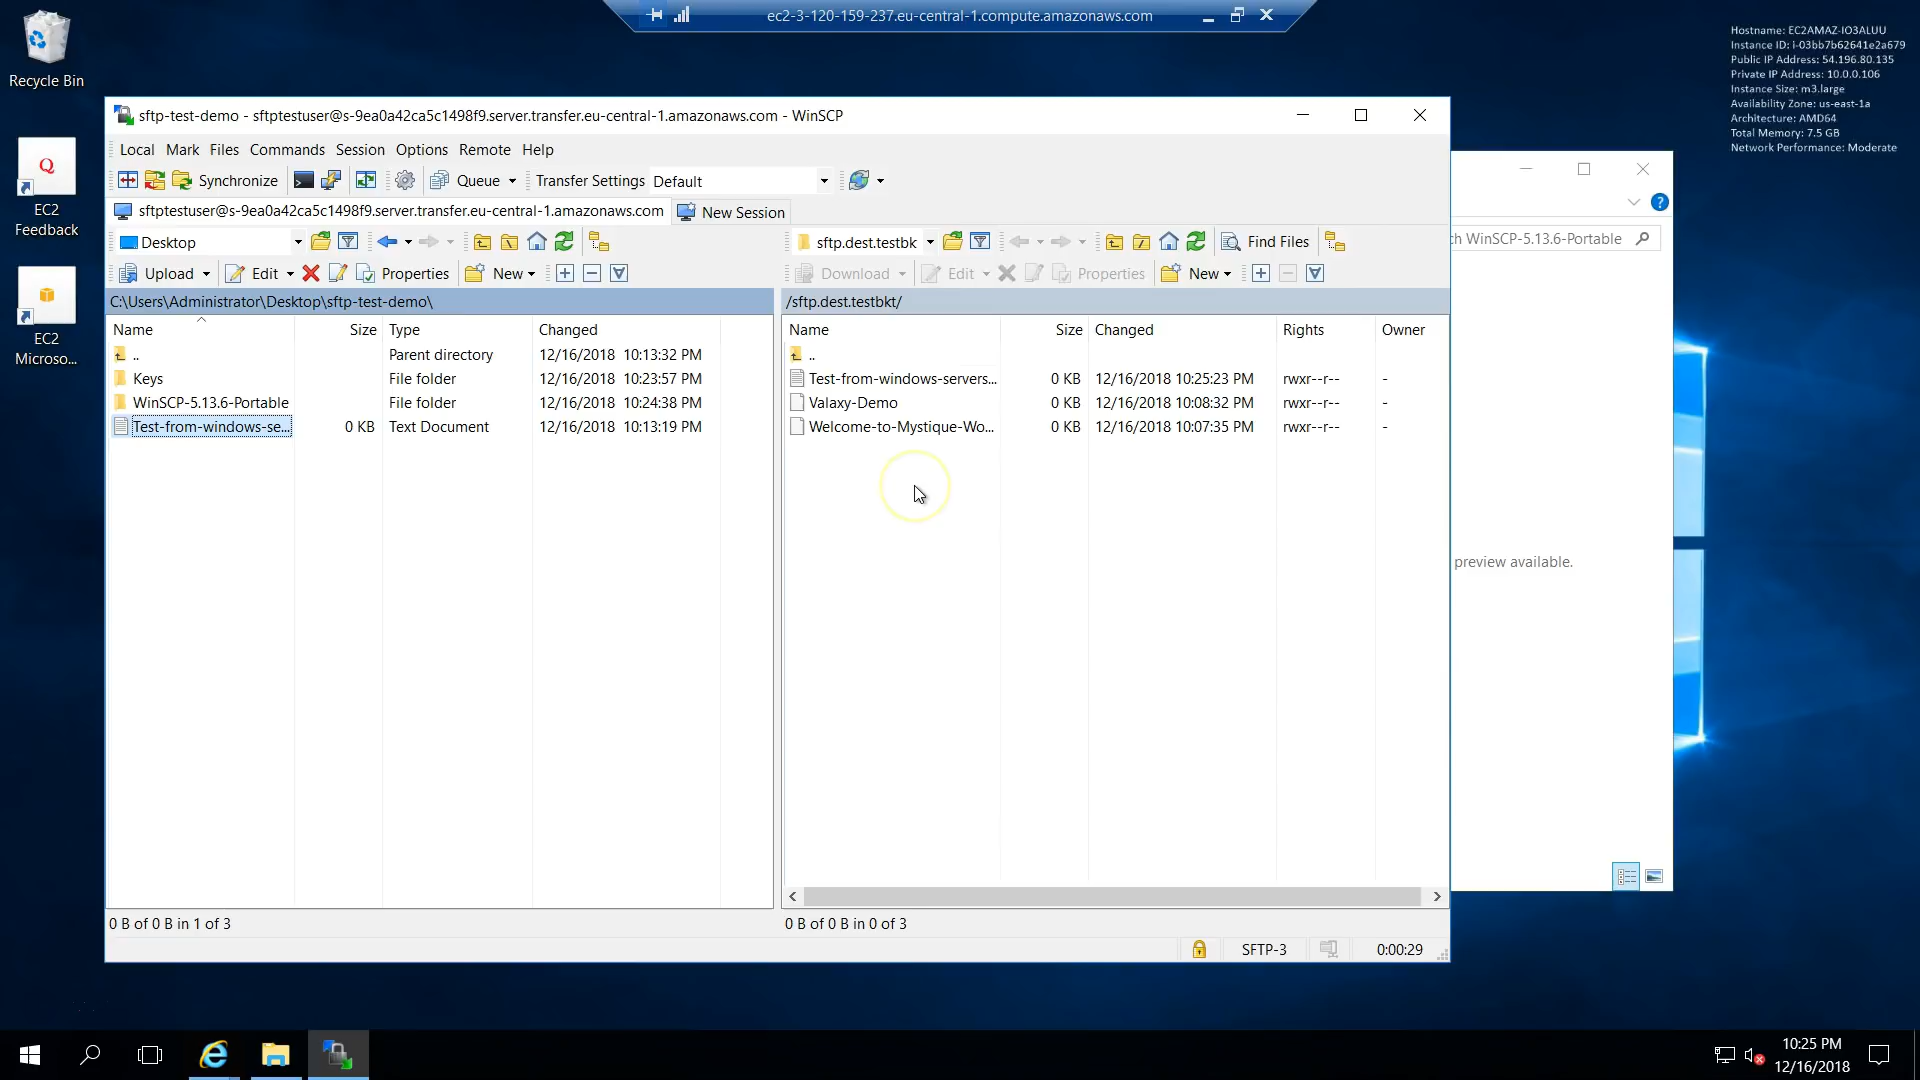 ec2-3-120-159-237.eu-central-1.compute.amazonaws.com
Recycle Bin
Hostname: EC2AMAZ-IO3ALUU
Instance ID: i-03bb7b62641e2a679
Public IP Address: 54.196.80.135
Private IP Address: 10.0.0.106
Instance Size: m3.large
Availability Zone: us-east-1a
Architecture: AMD64
Total Memory: 7.5 GB
Network Performance: Moderate
EC2 Feedback
EC2 Microso...
sftp-test-demo - sftptestuser@s-9ea0a42ca5c1498f9.server.transfer.eu-central-1.amazonaws.com - WinSCP
Local Mark Files Commands Session Options Remote Help
Synchronize Queue Transfer Settings Default
sftptestuser@s-9ea0a42ca5c1498f9.server.transfer.eu-central-1.amazonaws.com New Session
Desktop sftp.dest.testbk Find Files
ch WinSCP-5.13.6-Portable
Upload Edit Properties New Download Edit Properties New
C:\Users\Administrator\Desktop\sftp-test-demo\ /sftp.dest.testbkt/
Name Size Type Changed Name Size Changed Rights Owner
.. Parent directory 12/16/2018 10:13:32 PM ..
Keys File folder 12/16/2018 10:23:57 PM Test-from-windows-servers... 0 KB 12/16/2018 10:25:23 PM rwxr--r-- -
WinSCP-5.13.6-Portable File folder 12/16/2018 10:24:38 PM Valaxy-Demo 0 KB 12/16/2018 10:08:32 PM rwxr--r-- -
Test-from-windows-se... 0 KB Text Document 12/16/2018 10:13:19 PM Welcome-to-Mystique-Wo... 0 KB 12/16/2018 10:07:35 PM rwxr--r-- -
preview available.
0 B of 0 B in 1 of 3 0 B of 0 B in 0 of 3
SFTP-3 0:00:29
10:25 PM
12/16/2018